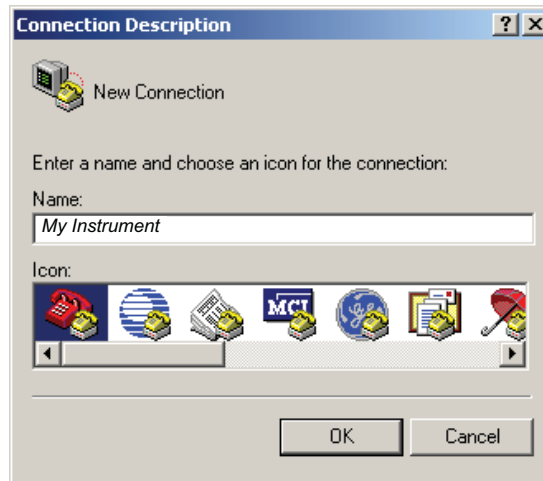 Connection Description
New Connection
Enter a name and choose an icon for the connection:
Name:
My Instrument
Icon:
MCI
OK Cancel